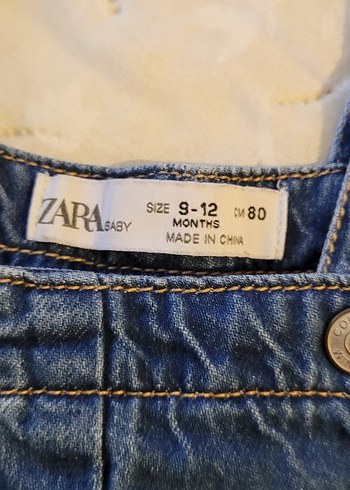 ZARA BABY SIZE 9-12 CM 80
MONTHS
MADE IN CHINA